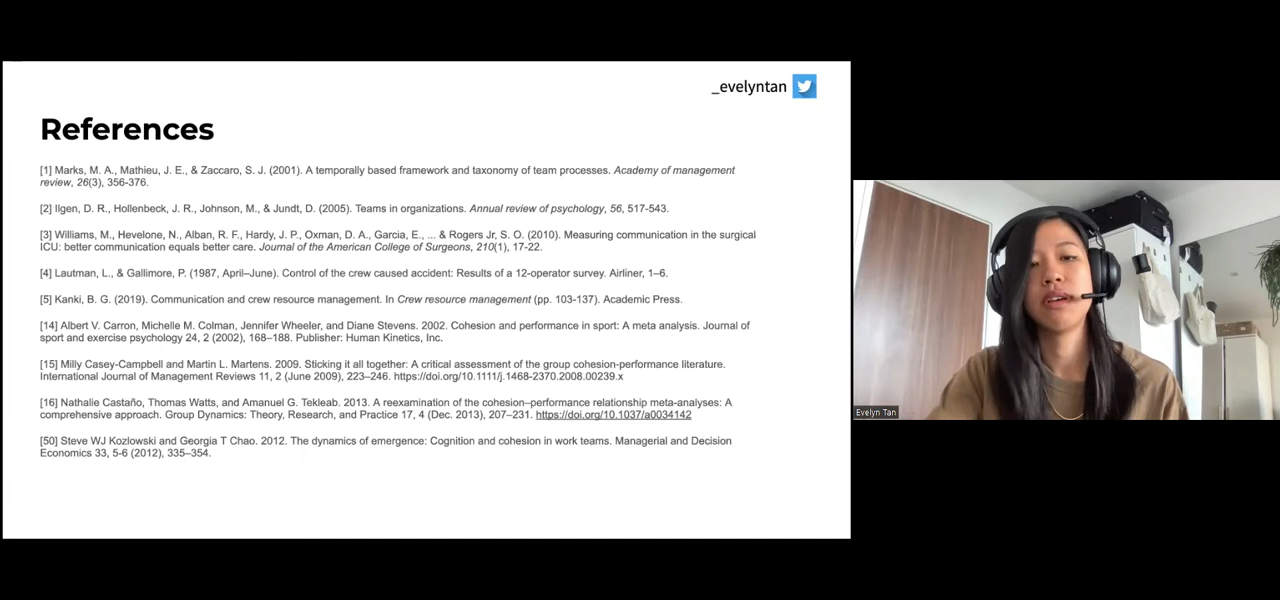 _evelyntan
References
[1] Marks, M. A., Mathieu, J. E., & Zaccaro, S. J. (2001). A temporally based framework and taxonomy of team processes. Academy of management
review, 26(3), 356-376.
[2] Ilgen, D. R., Hollenbeck, J. R., Johnson, M., & Jundt, D. (2005). Teams in organizations. Annual review of psychology, 56, 517-543.
[3] Williams, M., Hevelone, N., Alban, R. F., Hardy, J. P., Oxman, D. A., Garcia, E., ... & Rogers Jr, S. O. (2010). Measuring communication in the surgical
ICU: better communication equals better care. Journal of the American College of Surgeons, 210(1), 17-22.
[4] Lautman, L., & Gallimore, P. (1987, April–June). Control of the crew caused accident: Results of a 12-operator survey. Airliner, 1–6.
[5] Kanki, B. G. (2019). Communication and crew resource management. In Crew resource management (pp. 103-137). Academic Press.
[14] Albert V. Carron, Michelle M. Colman, Jennifer Wheeler, and Diane Stevens. 2002. Cohesion and performance in sport: A meta analysis. Journal of
sport and exercise psychology 24, 2 (2002), 168–188. Publisher: Human Kinetics, Inc.
[15] Milly Casey-Campbell and Martin L. Martens. 2009. Sticking it all together: A critical assessment of the group cohesion-performance literature.
International Journal of Management Reviews 11, 2 (June 2009), 223–246. https://doi.org/10.1111/j.1468-2370.2008.00239.x
[16] Nathalie Castaño, Thomas Watts, and Amanuel G. Tekleab. 2013. A reexamination of the cohesion–performance relationship meta-analyses: A
comprehensive approach. Group Dynamics: Theory, Research, and Practice 17, 4 (Dec. 2013), 207–231. https://doi.org/10.1037/a0034142
[50] Steve WJ Kozlowski and Georgia T Chao. 2012. The dynamics of emergence: Cognition and cohesion in work teams. Managerial and Decision
Economics 33, 5-6 (2012), 335–354.
Evelyn Tan